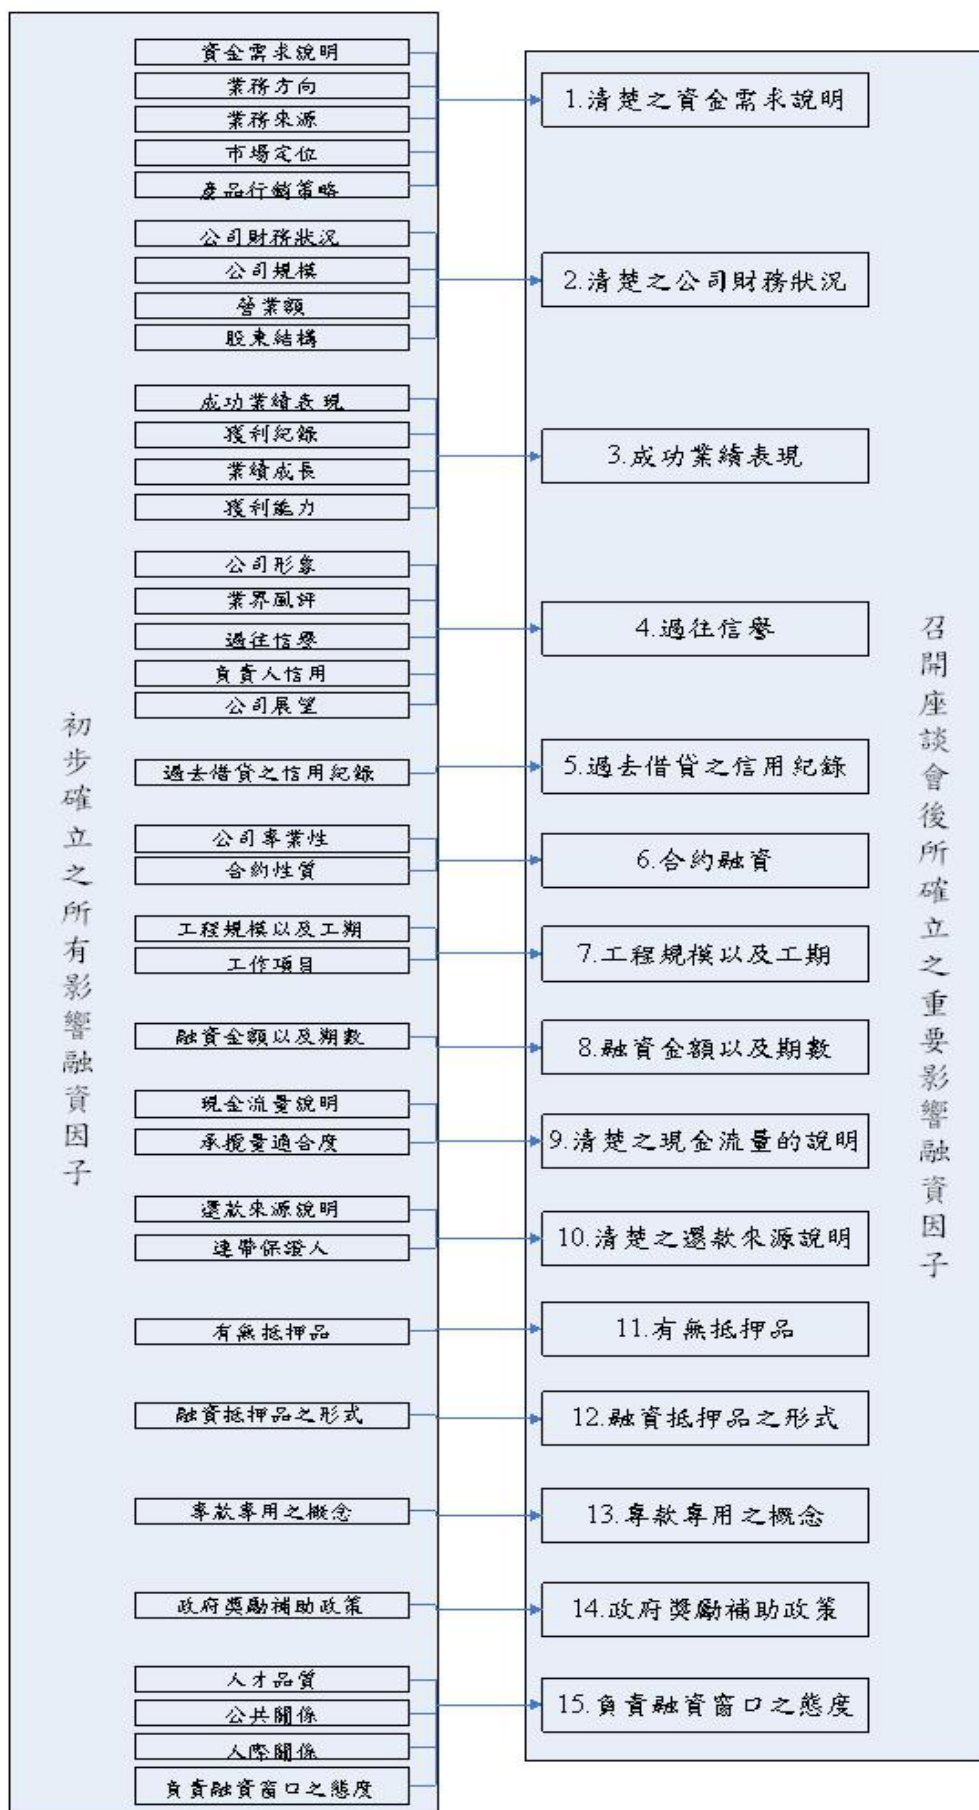 初步確立之所有影響融資因子
資金需求說明
業務方向
業務來源
市場定位
產品行銷策略
公司財務狀況
公司規模
營業額
股東結構
成功業績表現
獲利紀錄
業績成長
獲利能力
公司形象
業界風評
過往信譽
負責人信用
公司展望
過去借貸之信用紀錄
公司專業性
合約性質
工程規模以及工期
工作項目
融資金額以及期數
現金流量說明
承攬量適合度
還款來源說明
連帶保證人
有無抵押品
融資抵押品之形式
專款專用之概念
政府獎勵補助政策
人才品質
公共關係
人際關係
負責融資窗口之態度
1.清楚之資金需求說明
2.清楚之公司財務狀況
3.成功業績表現
4.過往信譽
5.過去借貸之信用紀錄
6.合約融資
7.工程規模以及工期
8.融資金額以及期數
9.清楚之現金流量的說明
10.清楚之還款來源說明
11.有無抵押品
12.融資抵押品之形式
13.專款專用之概念
14.政府獎勵補助政策
15.負責融資窗口之態度
召開座談會後所確立之重要影響融資因子